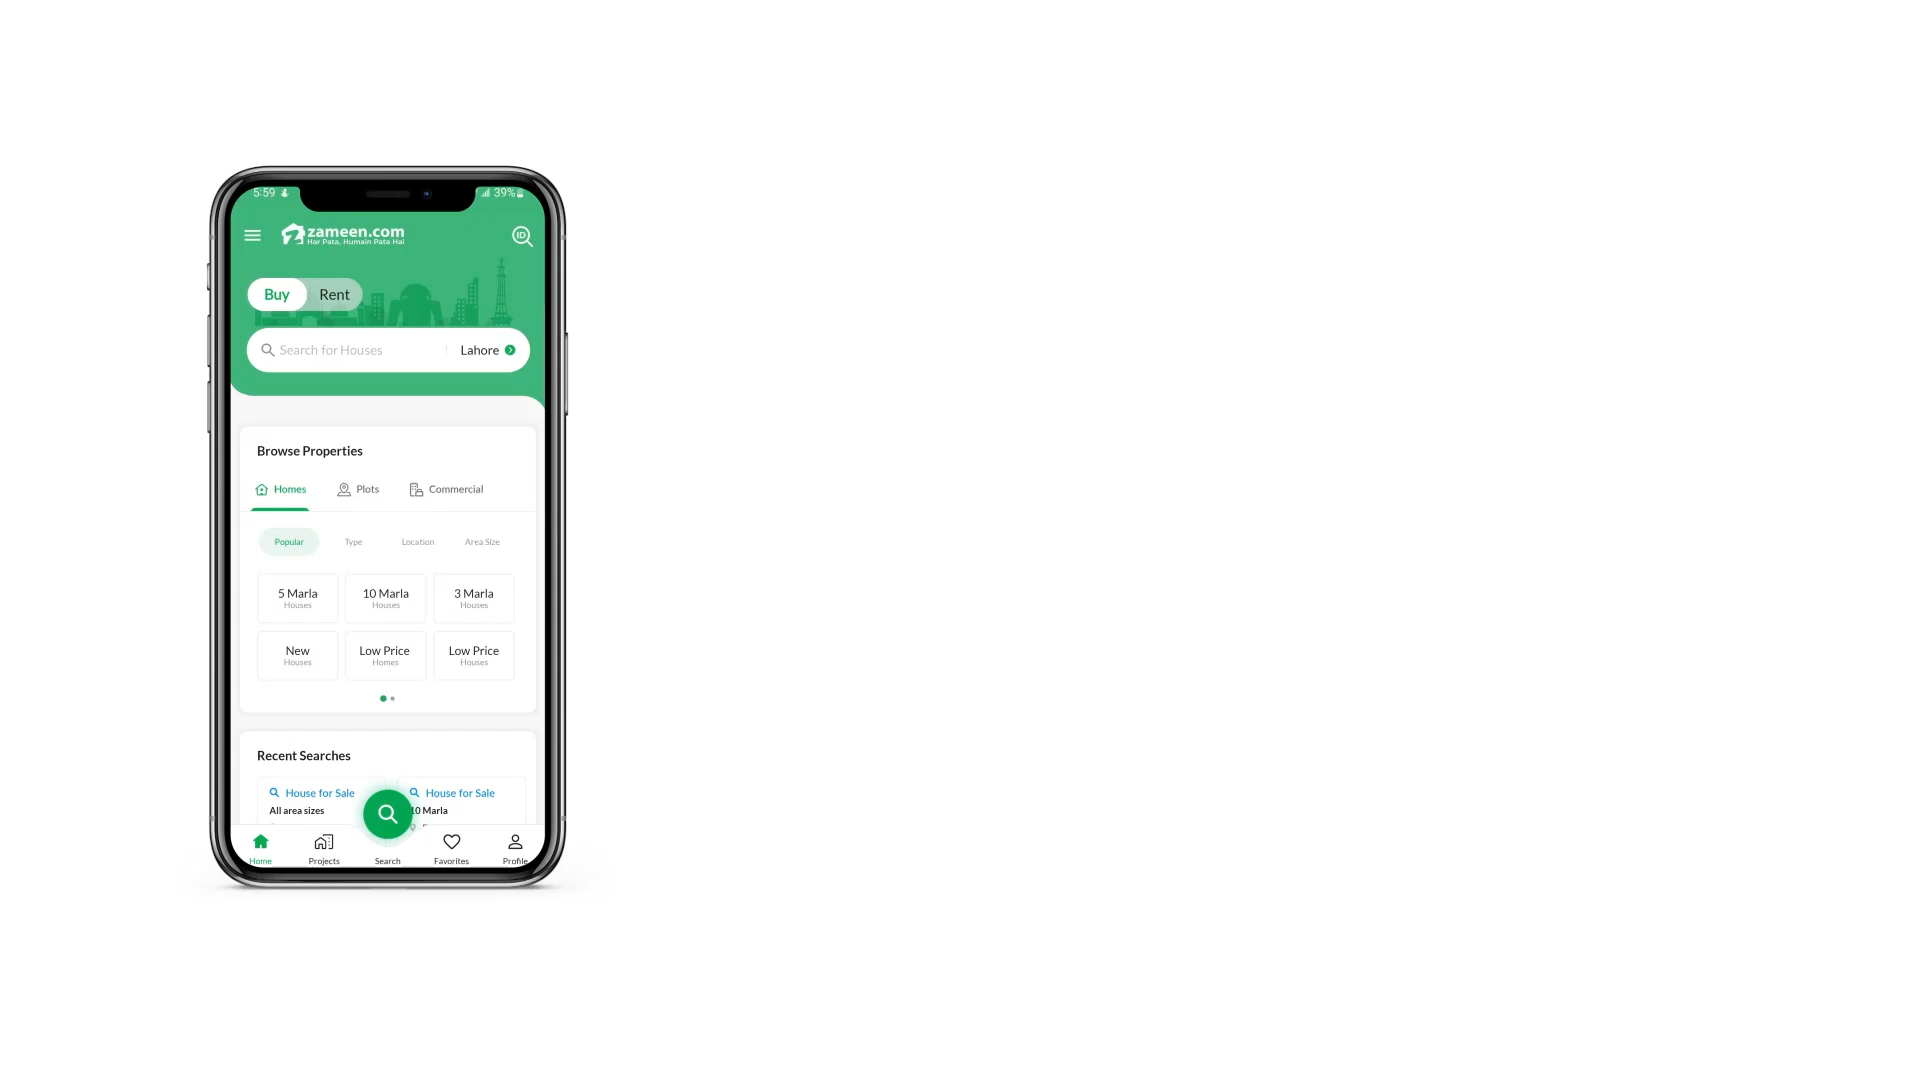 5:59
39%
zameen.com
Har Pata, Humain Pata Hai
ID
Buy Rent
Search for Houses Lahore
Browse Properties
Homes Plots Commercial
Popular Type Location Area Size
5 Marla 10 Marla 3 Marla
Houses Houses Houses
New Low Price Low Price
Houses Homes Houses
Recent Searches
House for Sale House for Sale
All area sizes 10 Marla
Home Projects Search Favorites Profile